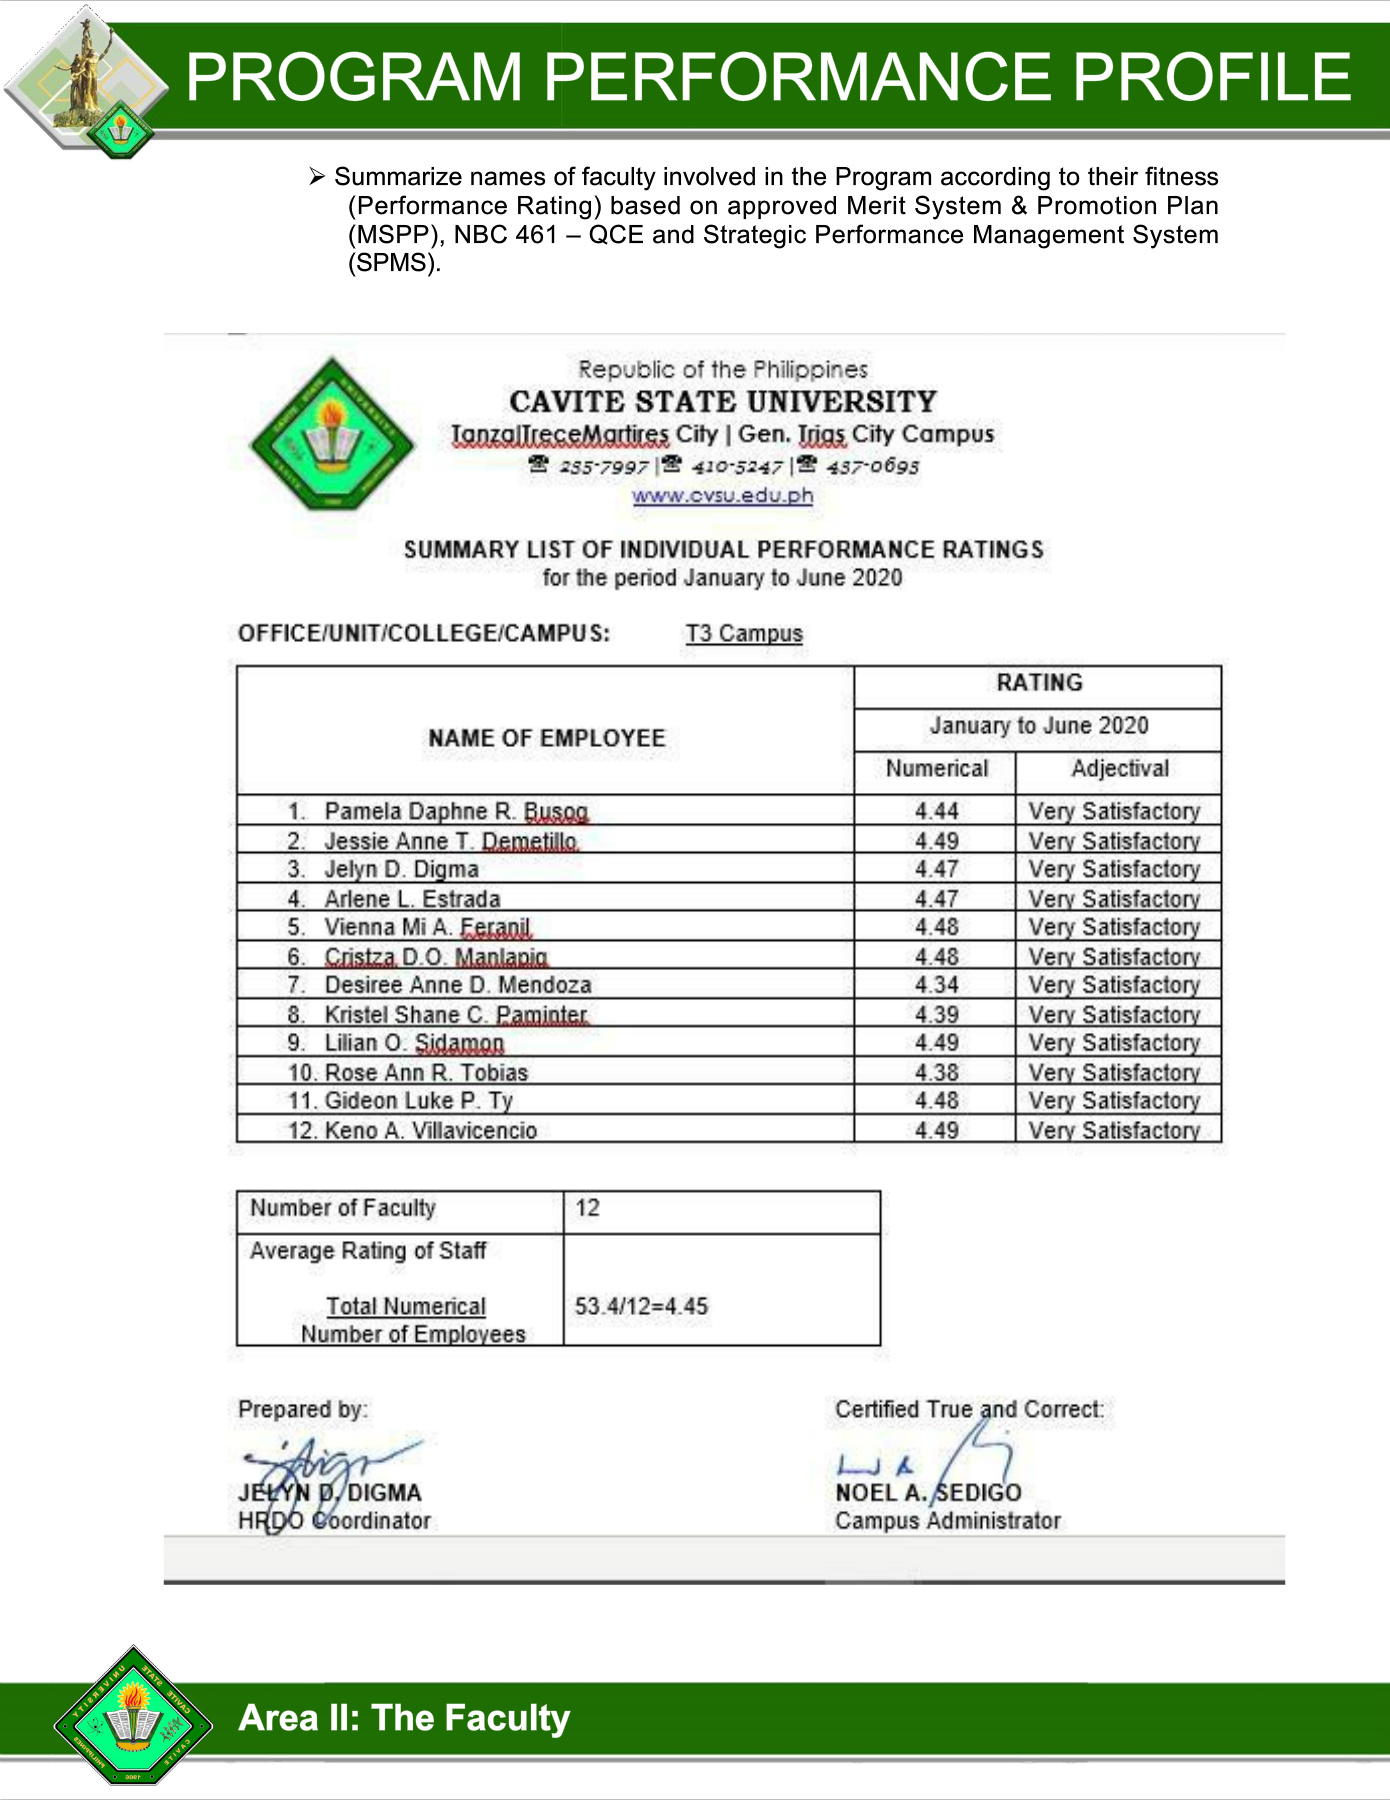 PROGRAM PERFORMANCE PROFILE
➢ Summarize names of faculty involved in the Program according to their fitness
(Performance Rating) based on approved Merit System & Promotion Plan
(MSPP), NBC 461 – QCE and Strategic Performance Management System
(SPMS).
Republic of the Philippines
CAVITE STATE UNIVERSITY
Tanza|TreceMartires City | Gen. Trias City Campus
☎ 235-7997 |☎ 410-5247 |☎ 437-0693
www.cvsu.edu.ph
SUMMARY LIST OF INDIVIDUAL PERFORMANCE RATINGS
for the period January to June 2020
OFFICE/UNIT/COLLEGE/CAMPUS: T3 Campus
NAME OF EMPLOYEE
RATING
January to June 2020
Numerical Adjectival
1. Pamela Daphne R. Busog 4.44 Very Satisfactory
2. Jessie Anne T. Demetillo 4.49 Very Satisfactory
3. Jelyn D. Digma 4.47 Very Satisfactory
4. Arlene L. Estrada 4.47 Very Satisfactory
5. Vienna Mi A. Feranil 4.48 Very Satisfactory
6. Cristza D.O. Manlapig 4.48 Very Satisfactory
7. Desiree Anne D. Mendoza 4.34 Very Satisfactory
8. Kristel Shane C. Paminter 4.39 Very Satisfactory
9. Lilian O. Sidamon 4.49 Very Satisfactory
10. Rose Ann R. Tobias 4.38 Very Satisfactory
11. Gideon Luke P. Ty 4.48 Very Satisfactory
12. Keno A. Villavicencio 4.49 Very Satisfactory
Number of Faculty 12
Average Rating of Staff
Total Numerical 53.4/12=4.45
Number of Employees
Prepared by: Certified True and Correct:
JELYN D. DIGMA NOEL A. SEDIGO
HRDO Coordinator Campus Administrator
CAVITE STATE UNIVERSITY
Area II: The Faculty